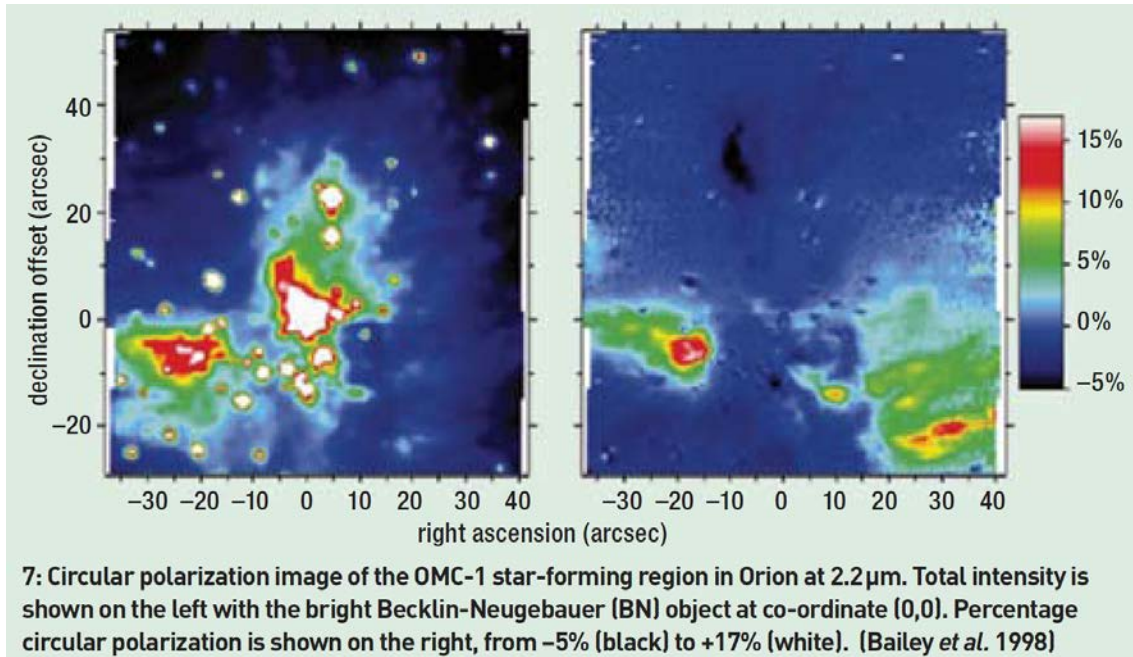 40
20
0
−20
declination offset (arcsec)
−30 −20 −10 0 10 20 30 40
−30 −20 −10 0 10 20 30 40
right ascension (arcsec)
15%
10%
5%
0%
−5%
7: Circular polarization image of the OMC-1 star-forming region in Orion at 2.2μm. Total intensity is
shown on the left with the bright Becklin-Neugebauer (BN) object at co-ordinate (0,0). Percentage
circular polarization is shown on the right, from −5% (black) to +17% (white). (Bailey et al. 1998)